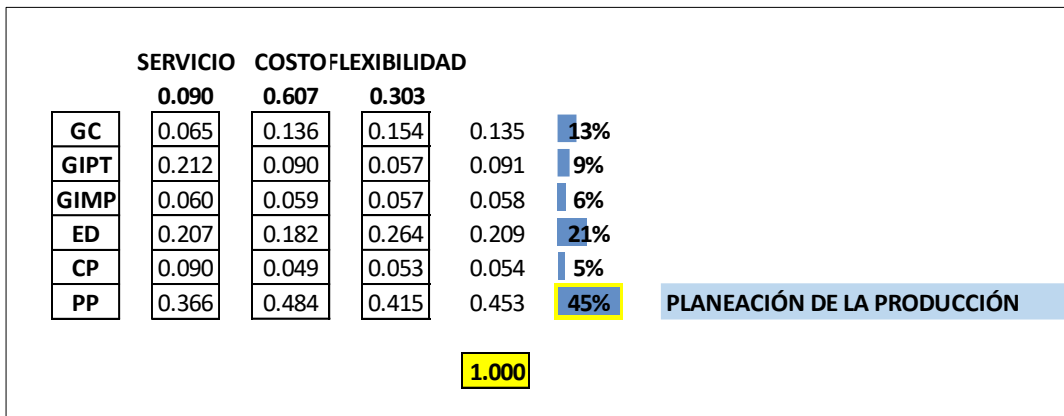 SERVICIO COSTO FLEXIBILIDAD
0.090 0.607 0.303
GC 0.065 0.136 0.154 0.135 13%
GIPT 0.212 0.090 0.057 0.091 9%
GIMP 0.060 0.059 0.057 0.058 6%
ED 0.207 0.182 0.264 0.209 21%
CP 0.090 0.049 0.053 0.054 5%
PP 0.366 0.484 0.415 0.453 45% PLANEACIÓN DE LA PRODUCCIÓN
1.000